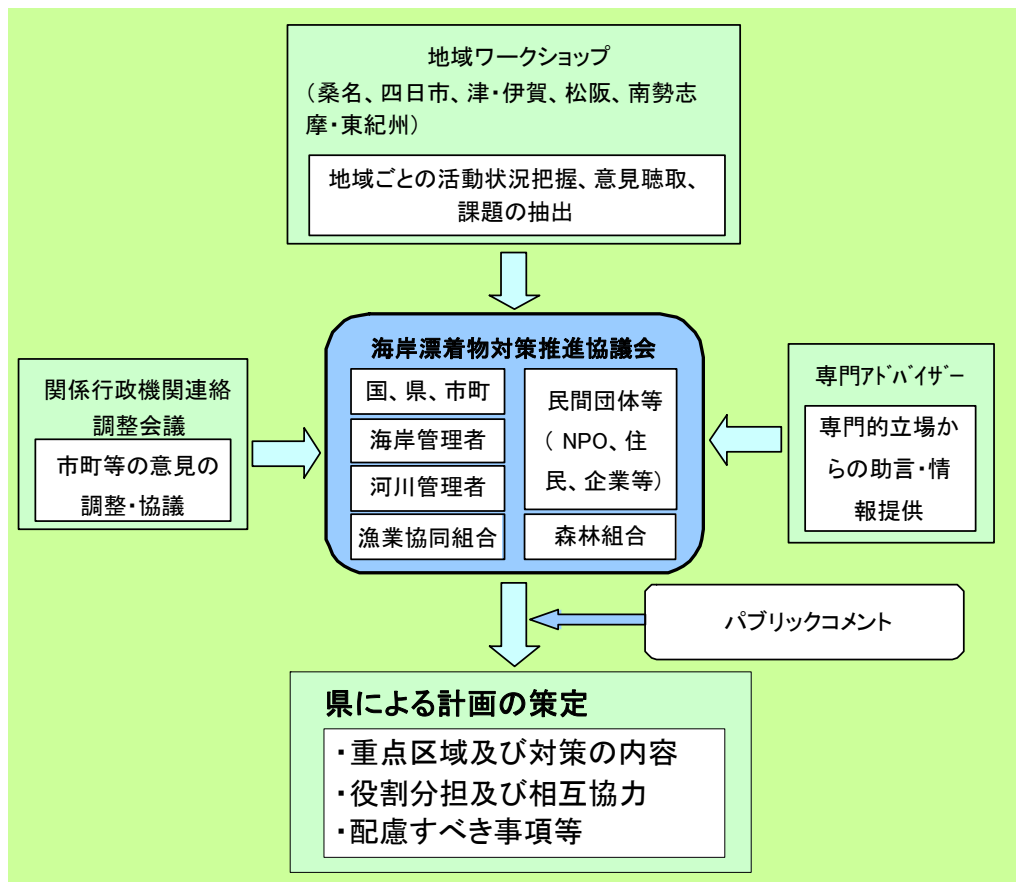 地域ワークショップ
（桑名、四日市、津・伊賀、松阪、南勢志
摩・東紀州）
地域ごとの活動状況把握、意見聴取、
課題の抽出
海岸漂着物対策推進協議会
国、県、市町
海岸管理者
河川管理者
漁業協同組合
民間団体等
（ NPO、住
民、企業等）
森林組合
関係行政機関連絡
調整会議
市町等の意見の
調整・協議
専門ｱﾄﾞﾊﾞｲｻﾞｰ
専門的立場か
らの助言・情
報提供
パブリックコメント
県による計画の策定
・重点区域及び対策の内容
・役割分担及び相互協力
・配慮すべき事項等